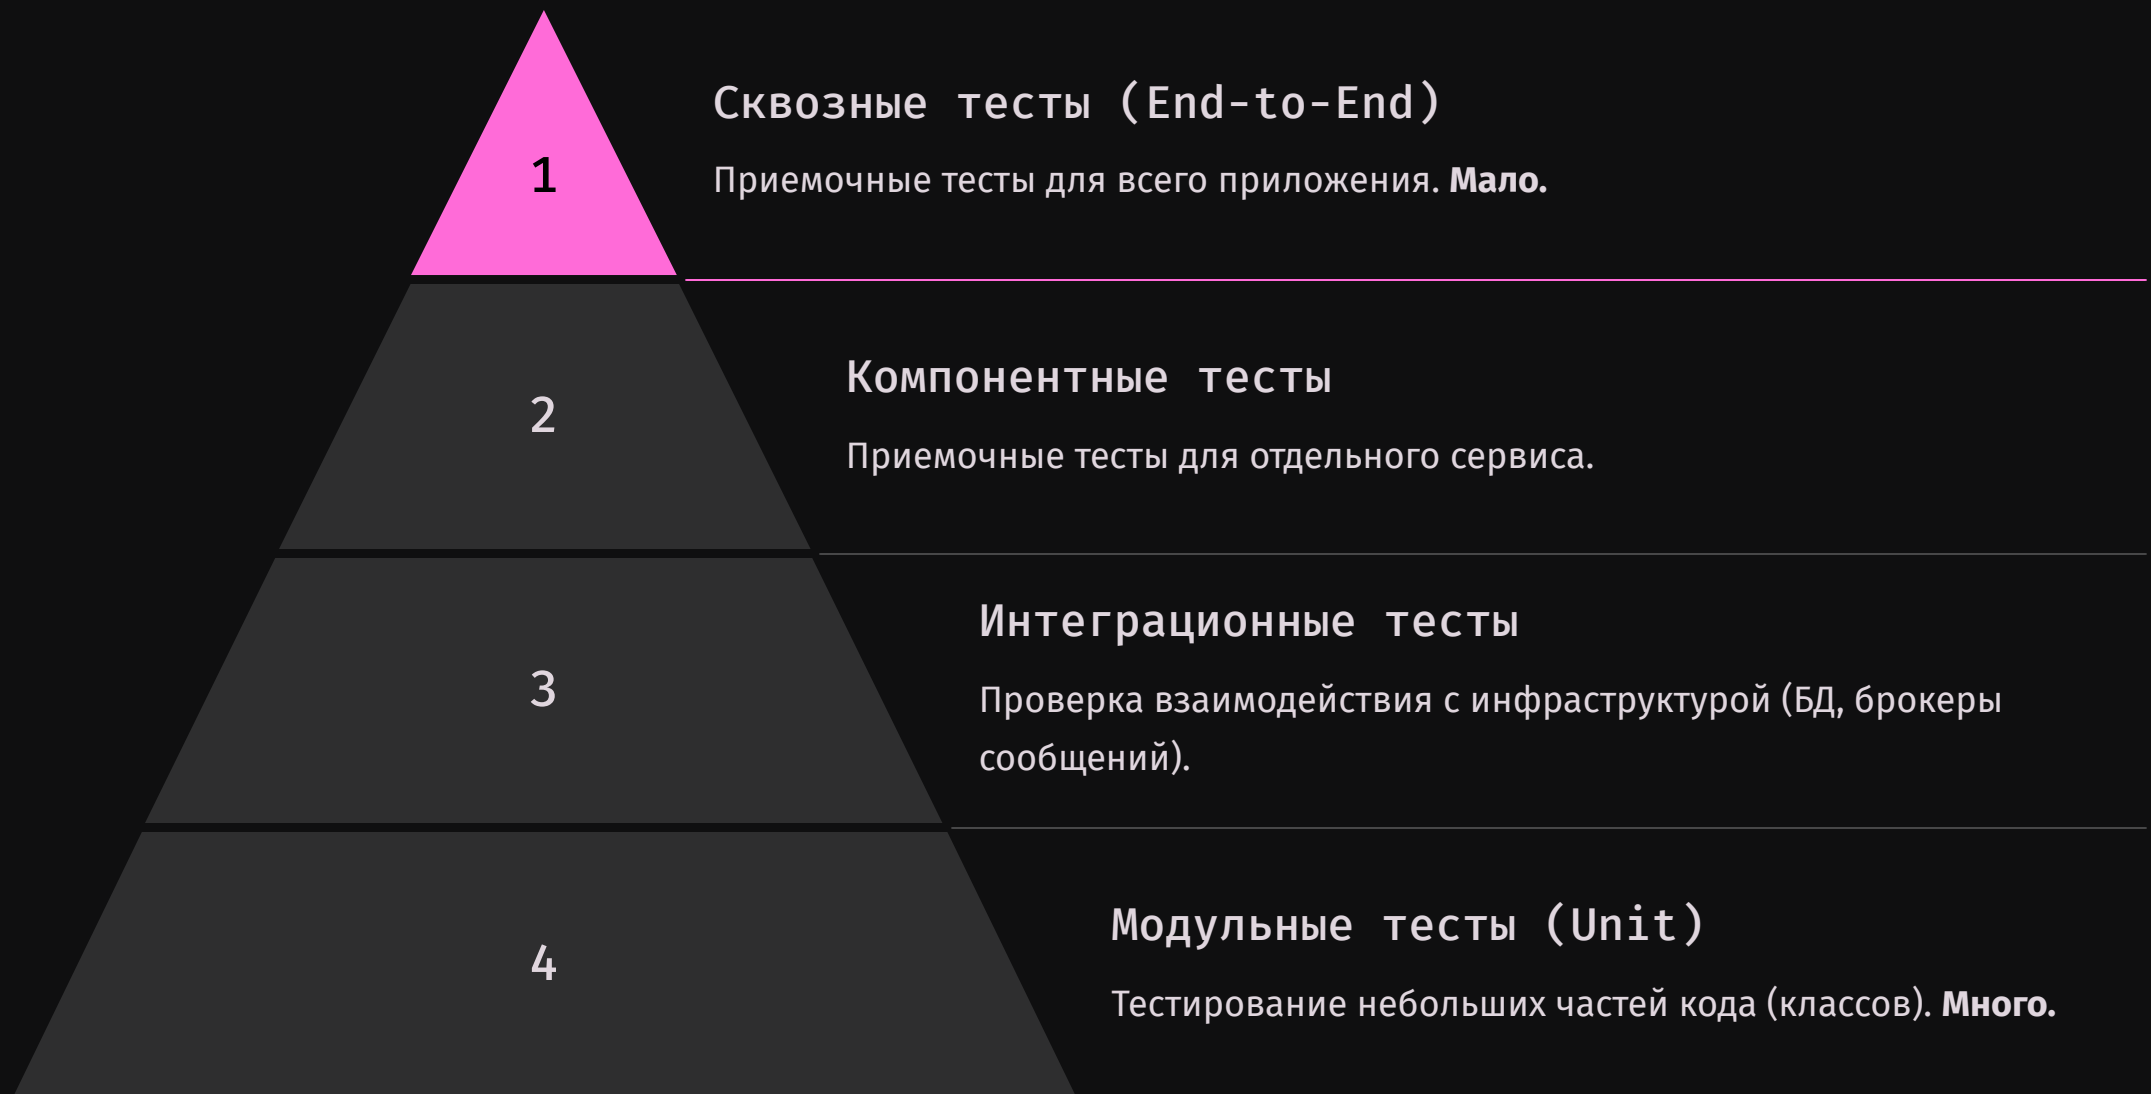 1
Сквозные тесты (End-to-End)
Приемочные тесты для всего приложения. Мало.
2
Компонентные тесты
Приемочные тесты для отдельного сервиса.
3
Интеграционные тесты
Проверка взаимодействия с инфраструктурой (БД, брокеры
сообщений).
4
Модульные тесты (Unit)
Тестирование небольших частей кода (классов). Много.